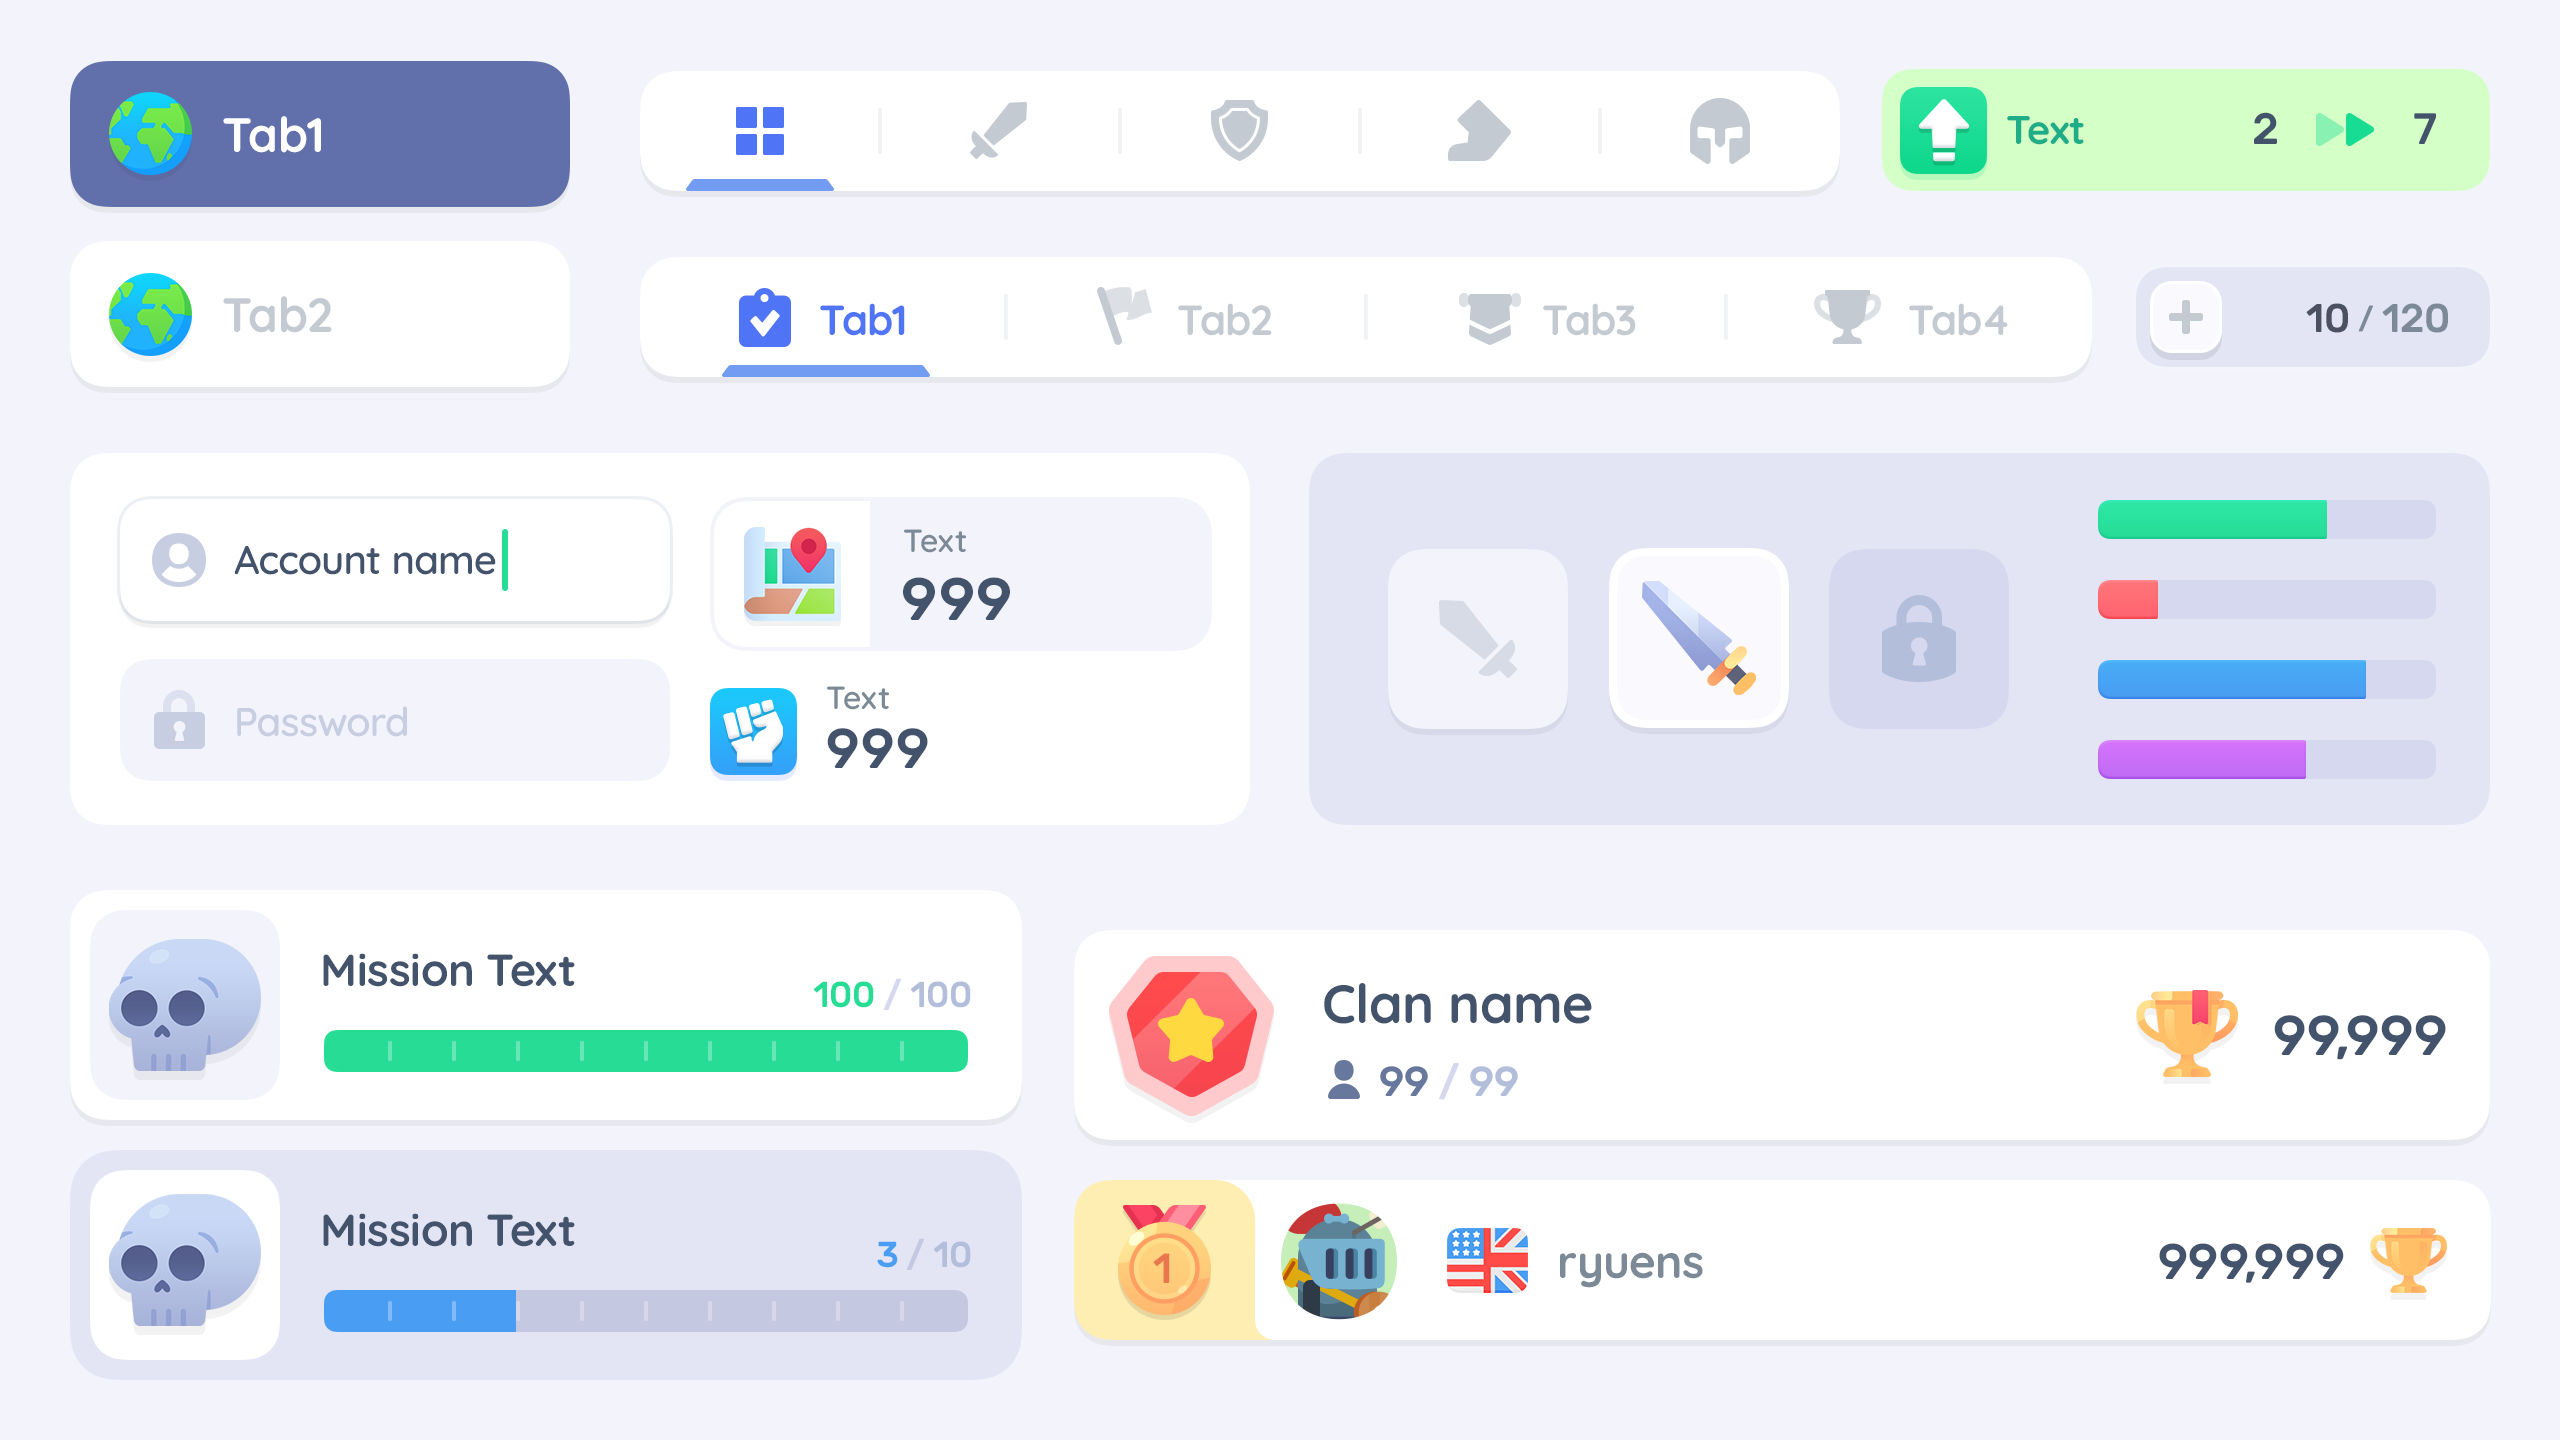 Tab1
Text 2 7
Tab2
Tab1 Tab2 Tab3 Tab4
10 / 120
Account name
Password
Text
999
Text
999
Mission Text
100 / 100
Mission Text
3 / 10
Clan name
99 / 99
99,999
1
ryuens
999,999